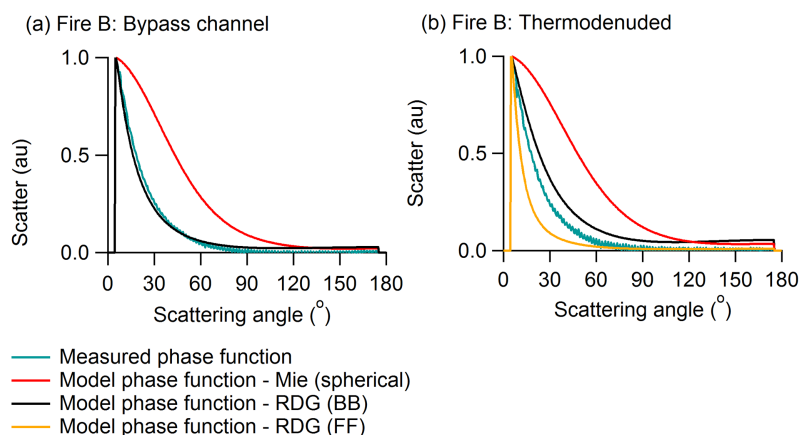 (a) Fire B: Bypass channel
(b) Fire B: Thermodenuded
Scatter (au)
1.0
0.5
0.0
0 30 60 90 120 150 180
Scattering angle (°)
Scatter (au)
1.0
0.5
0.0
0 30 60 90 120 150 180
Scattering angle (°)
Measured phase function
Model phase function - Mie (spherical)
Model phase function - RDG (BB)
Model phase function - RDG (FF)